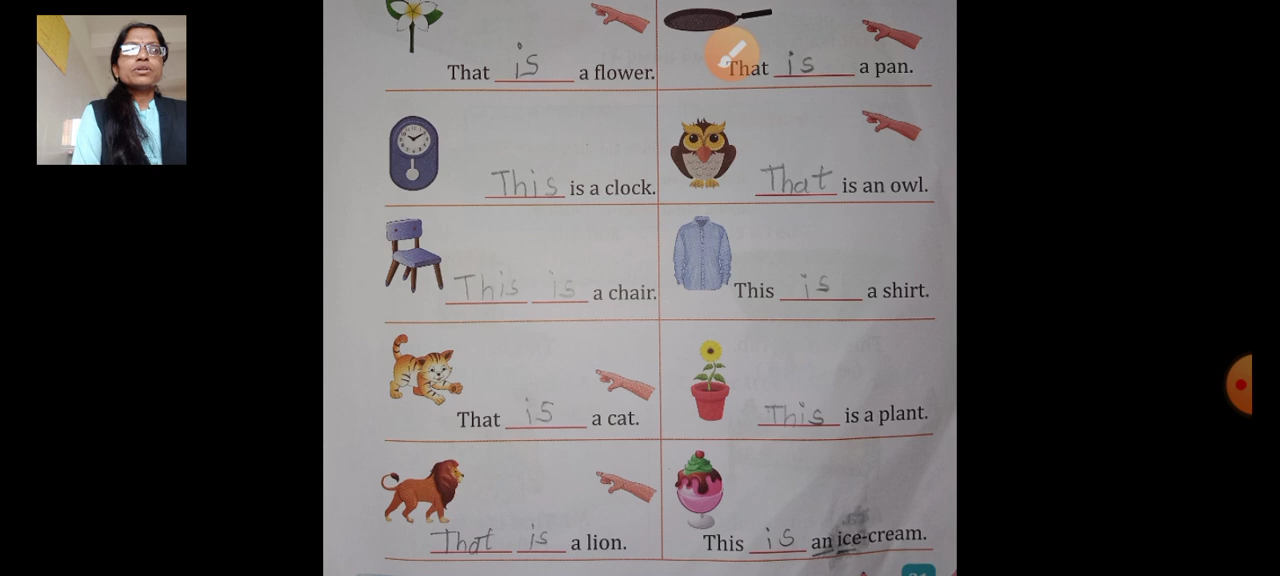 That is a flower.
That is a pan.
This is a clock.
That is an owl.
This is a chair.
This is a shirt.
That is a cat.
This is a plant.
That is a lion.
This is an ice-cream.